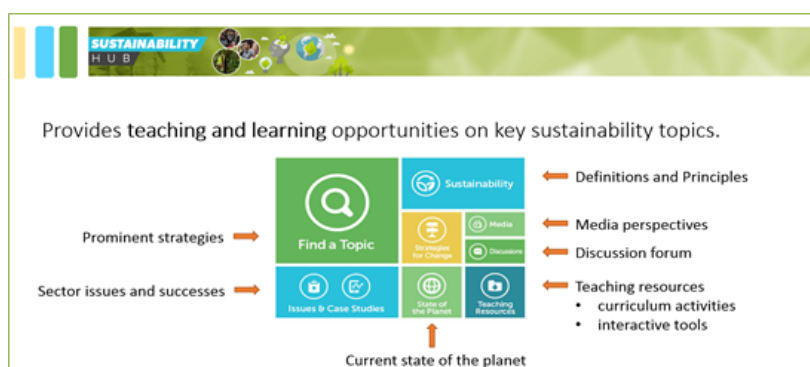 SUSTAINABILITY
HUB
Provides teaching and learning opportunities on key sustainability topics.
Sustainability
Definitions and Principles
Find a Topic
Strategies
for Change
Media
Media perspectives
Discussions
Discussion forum
Prominent strategies
Sector issues and successes
Issues & Case Studies
State of
the Planet
Teaching
Resources
Teaching resources
• curriculum activities
• interactive tools
Current state of the planet